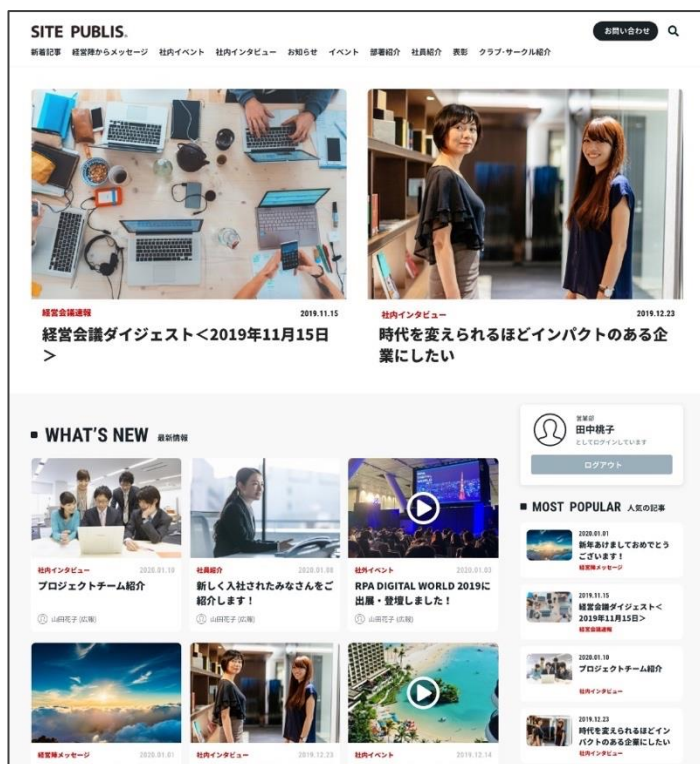 SITE PUBLIS.
お問い合わせ
新着記事 経営陣からメッセージ 社内イベント 社内インタビュー お知らせ イベント 部署紹介 社員紹介 表彰 クラブ・サークル紹介
経営会議速報 2019.11.15
経営会議ダイジェスト<2019年11月15日
>
社内インタビュー 2019.12.23
時代を変えられるほどインパクトのある企
業にしたい
WHAT'S NEW 最新情報
社内インタビュー 2020.01.10
プロジェクトチーム紹介
山田花子 (広報)
社員紹介 2020.01.08
新しく入社されたみなさんをご
紹介します!
山田花子 (広報)
社外イベント 2020.01.03
RPA DIGITAL WORLD 2019に
出展・登壇しました!
山田花子 (広報)
経営陣メッセージ 2020.01.01
社内インタビュー 2019.12.23
社内イベント 2019.12.14
営業部
田中桃子
としてログインしています
ログアウト
MOST POPULAR 人気の記事
2020.01.01
新年あけましておめでとう
ございます!
経営陣メッセージ
2019.11.15
経営会議ダイジェスト<
2019年11月15日>
経営会議速報
2020.01.10
プロジェクトチーム紹介
社内インタビュー
2019.12.23
時代を変えられるほどイン
パクトのある企業にしたい
社内インタビュー